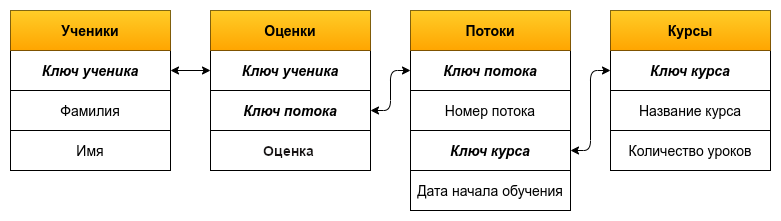 Ученики
Ключ ученика
Фамилия
Имя
Оценки
Ключ ученика
Ключ потока
Оценка
Потоки
Ключ потока
Номер потока
Ключ курса
Дата начала обучения
Курсы
Ключ курса
Название курса
Количество уроков